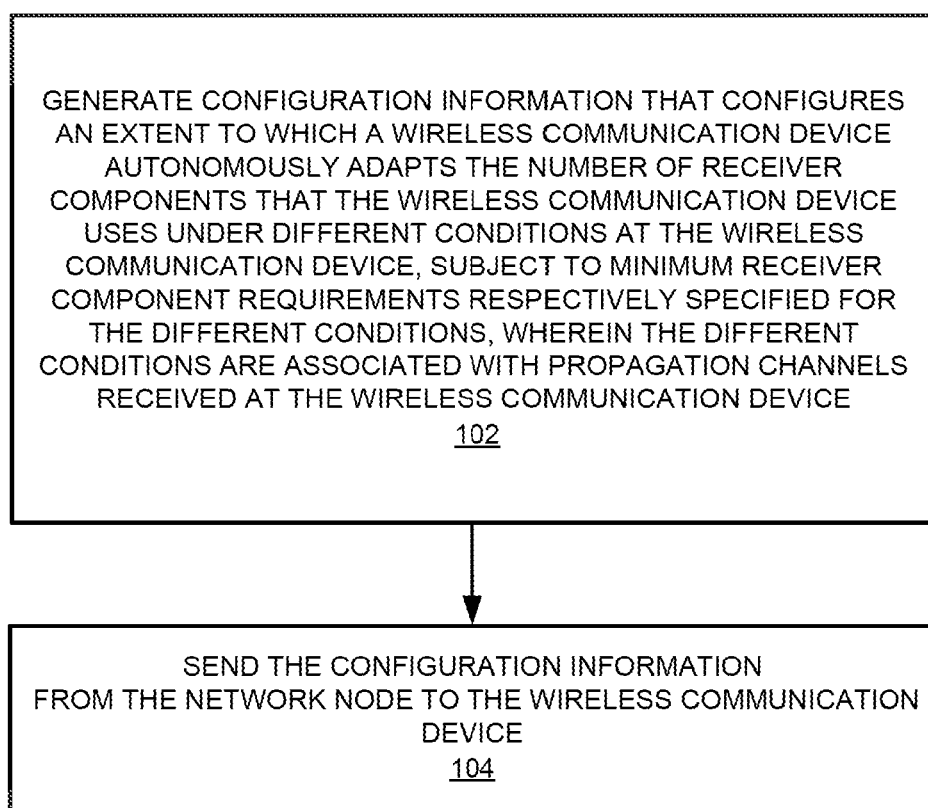 GENERATE CONFIGURATION INFORMATION THAT CONFIGURES
AN EXTENT TO WHICH A WIRELESS COMMUNICATION DEVICE
AUTONOMOUSLY ADAPTS THE NUMBER OF RECEIVER
COMPONENTS THAT THE WIRELESS COMMUNICATION DEVICE
USES UNDER DIFFERENT CONDITIONS AT THE WIRELESS
COMMUNICATION DEVICE, SUBJECT TO MINIMUM RECEIVER
COMPONENT REQUIREMENTS RESPECTIVELY SPECIFIED FOR
THE DIFFERENT CONDITIONS, WHEREIN THE DIFFERENT
CONDITIONS ARE ASSOCIATED WITH PROPAGATION CHANNELS
RECEIVED AT THE WIRELESS COMMUNICATION DEVICE
102
SEND THE CONFIGURATION INFORMATION
FROM THE NETWORK NODE TO THE WIRELESS COMMUNICATION
DEVICE
104